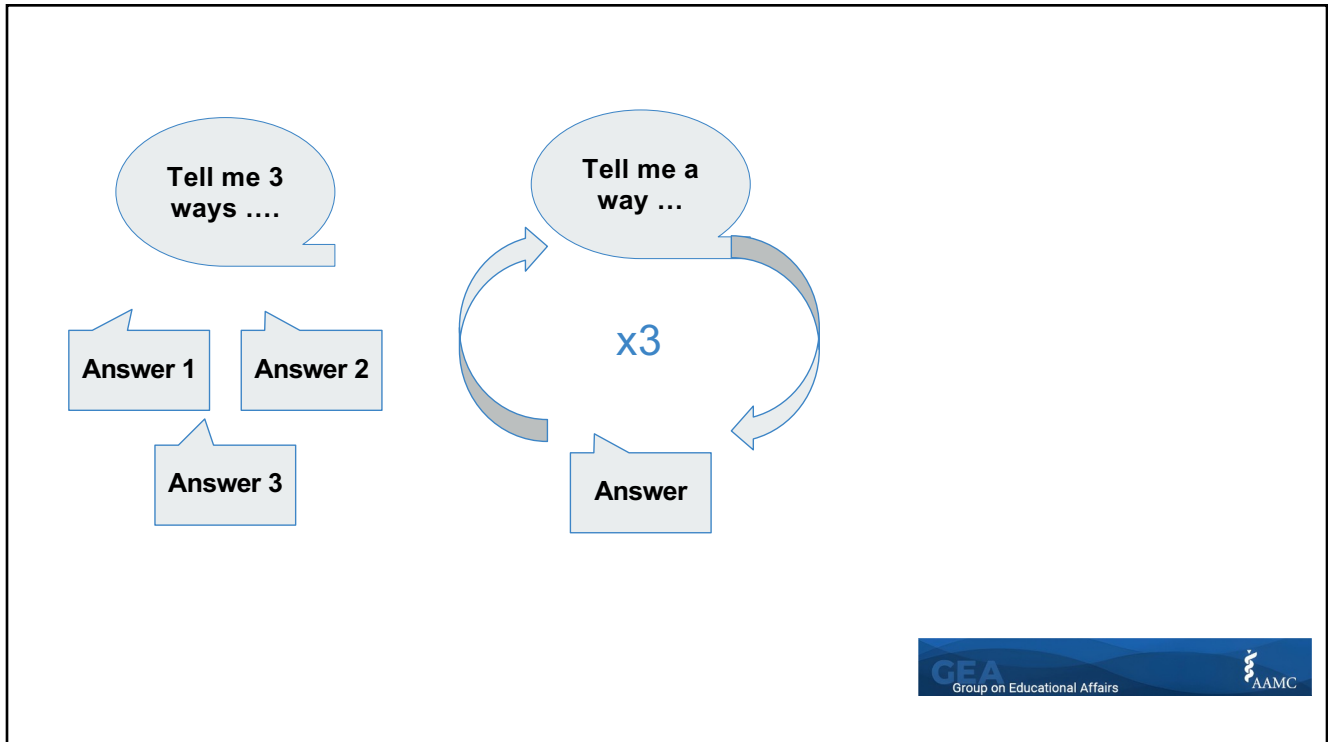 Tell me 3
ways ….
Tell me a
way …
x3
Answer 1
Answer 2
Answer 3
Answer
GEA
Group on Educational Affairs
AAMC